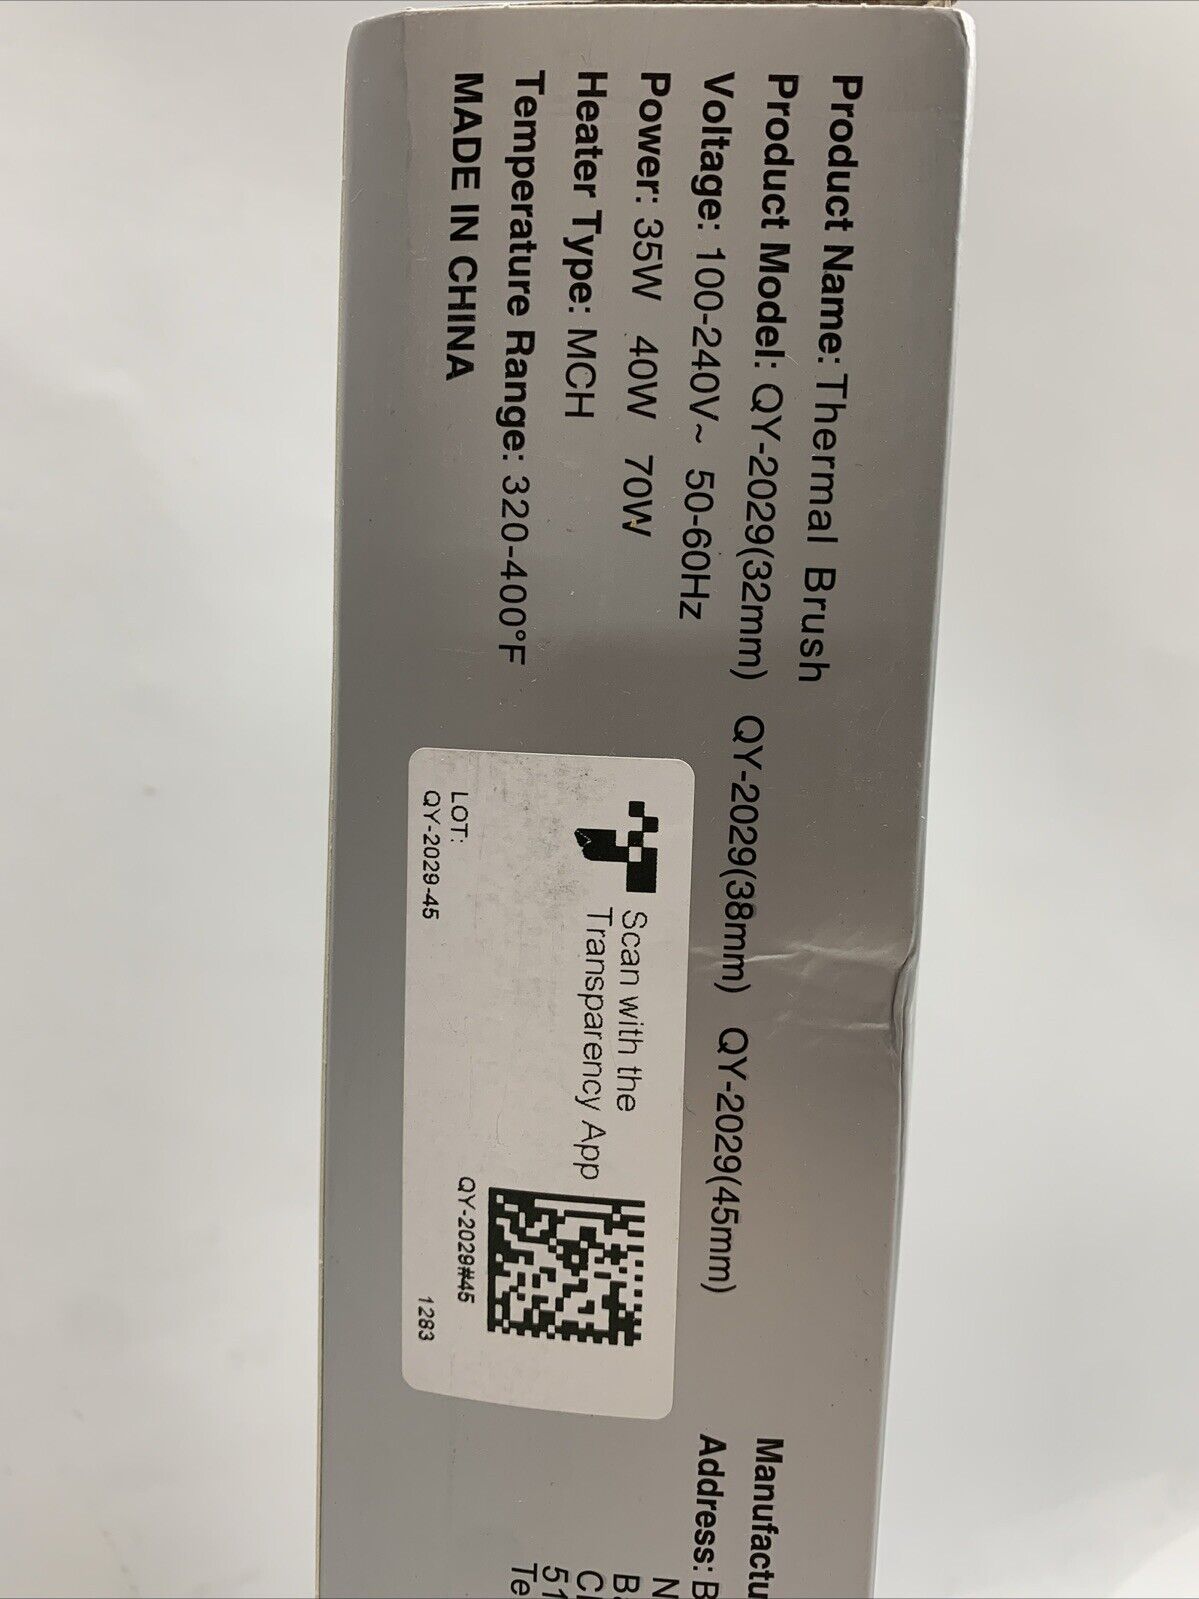 Product Name: Thermal Brush
Product Model: QY-2029(32mm) QY-2029(38mm) QY-2029(45mm)
Voltage: 100-240V~ 50-60Hz
Power: 35W 40W 70W
Heater Type: MCH
Temperature Range: 320-400°F
MADE IN CHINA
Scan with the
Transparency App
LOT:
QY-2029-45
QY-2029#45
1283
Address: